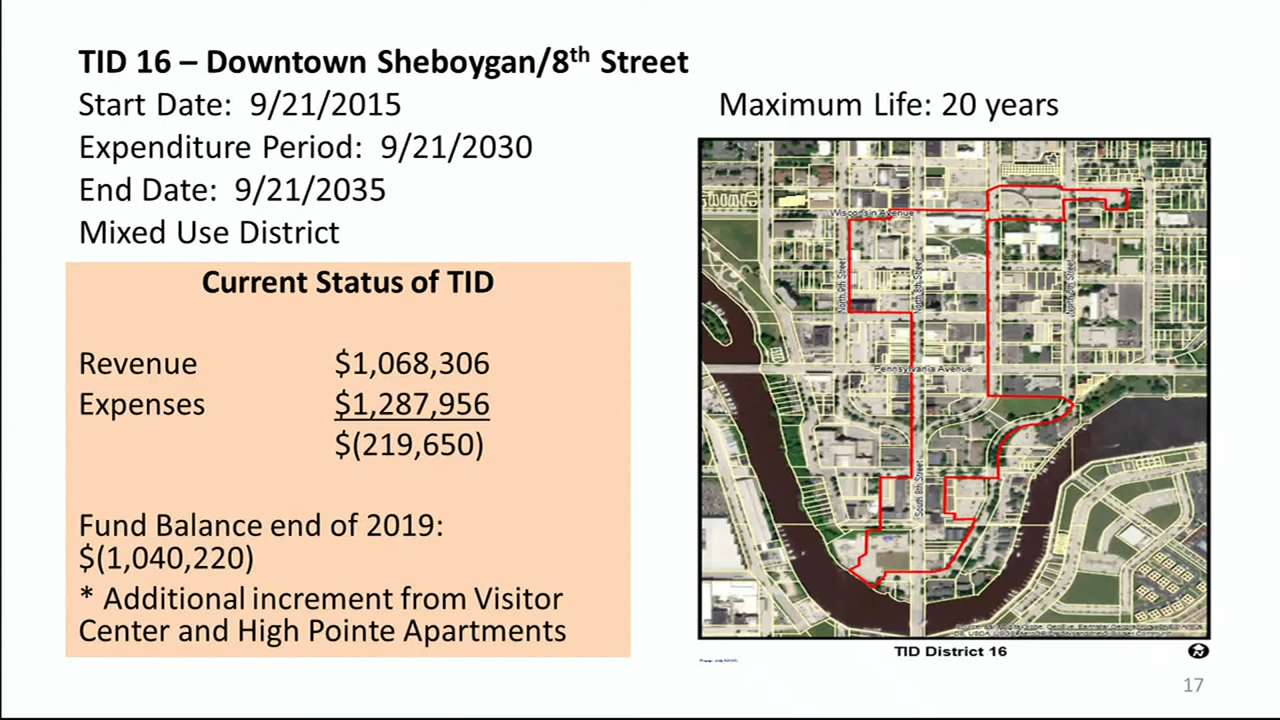 TID 16 – Downtown Sheboygan/8th Street
Start Date: 9/21/2015
Maximum Life: 20 years
Expenditure Period: 9/21/2030
End Date: 9/21/2035
Mixed Use District
Current Status of TID
Revenue $1,068,306
Expenses $1,287,956
$(219,650)
Fund Balance end of 2019:
$(1,040,220)
* Additional increment from Visitor
Center and High Pointe Apartments
Wisconsin Avenue
North 9th Street
North 8th Street
Pennsylvania Avenue
South 8th Street
TID District 16
17